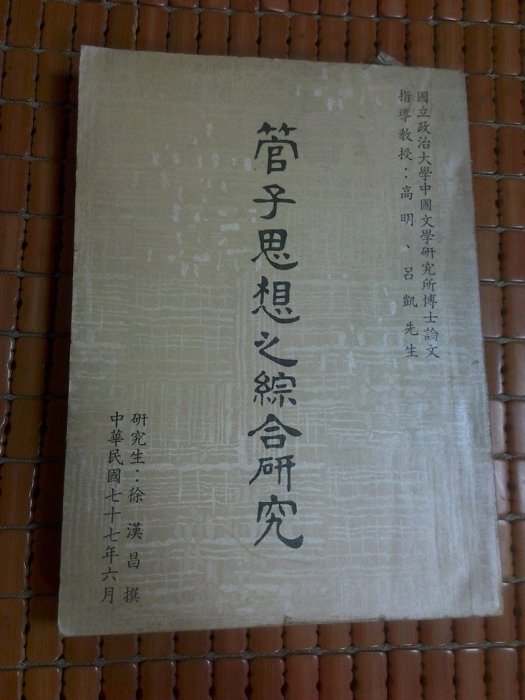 國立政治大學中國文學研究所博士論文
指導教授：高明、呂凱先生
管子思想之綜合研究
研究生：徐漢昌撰
中華民國七十七年六月